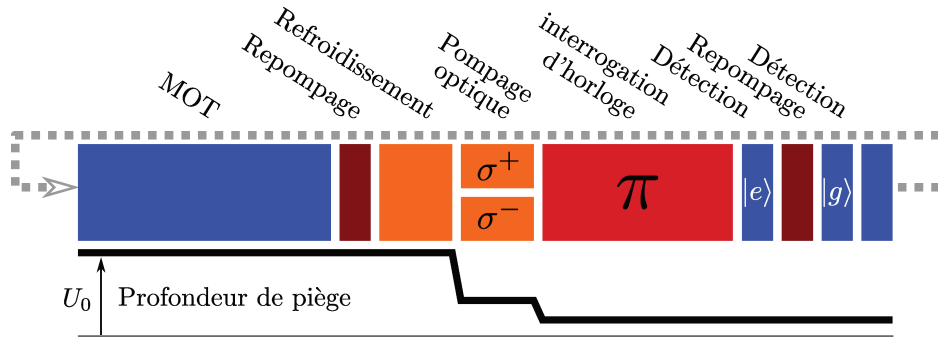 MOT
Repompage
Refroidissement
Pompage
optique
interrogation
d'horloge
Détection
Repompage
Détection
σ⁺
σ⁻
π
|e⟩
|g⟩
U₀
Profondeur de piège